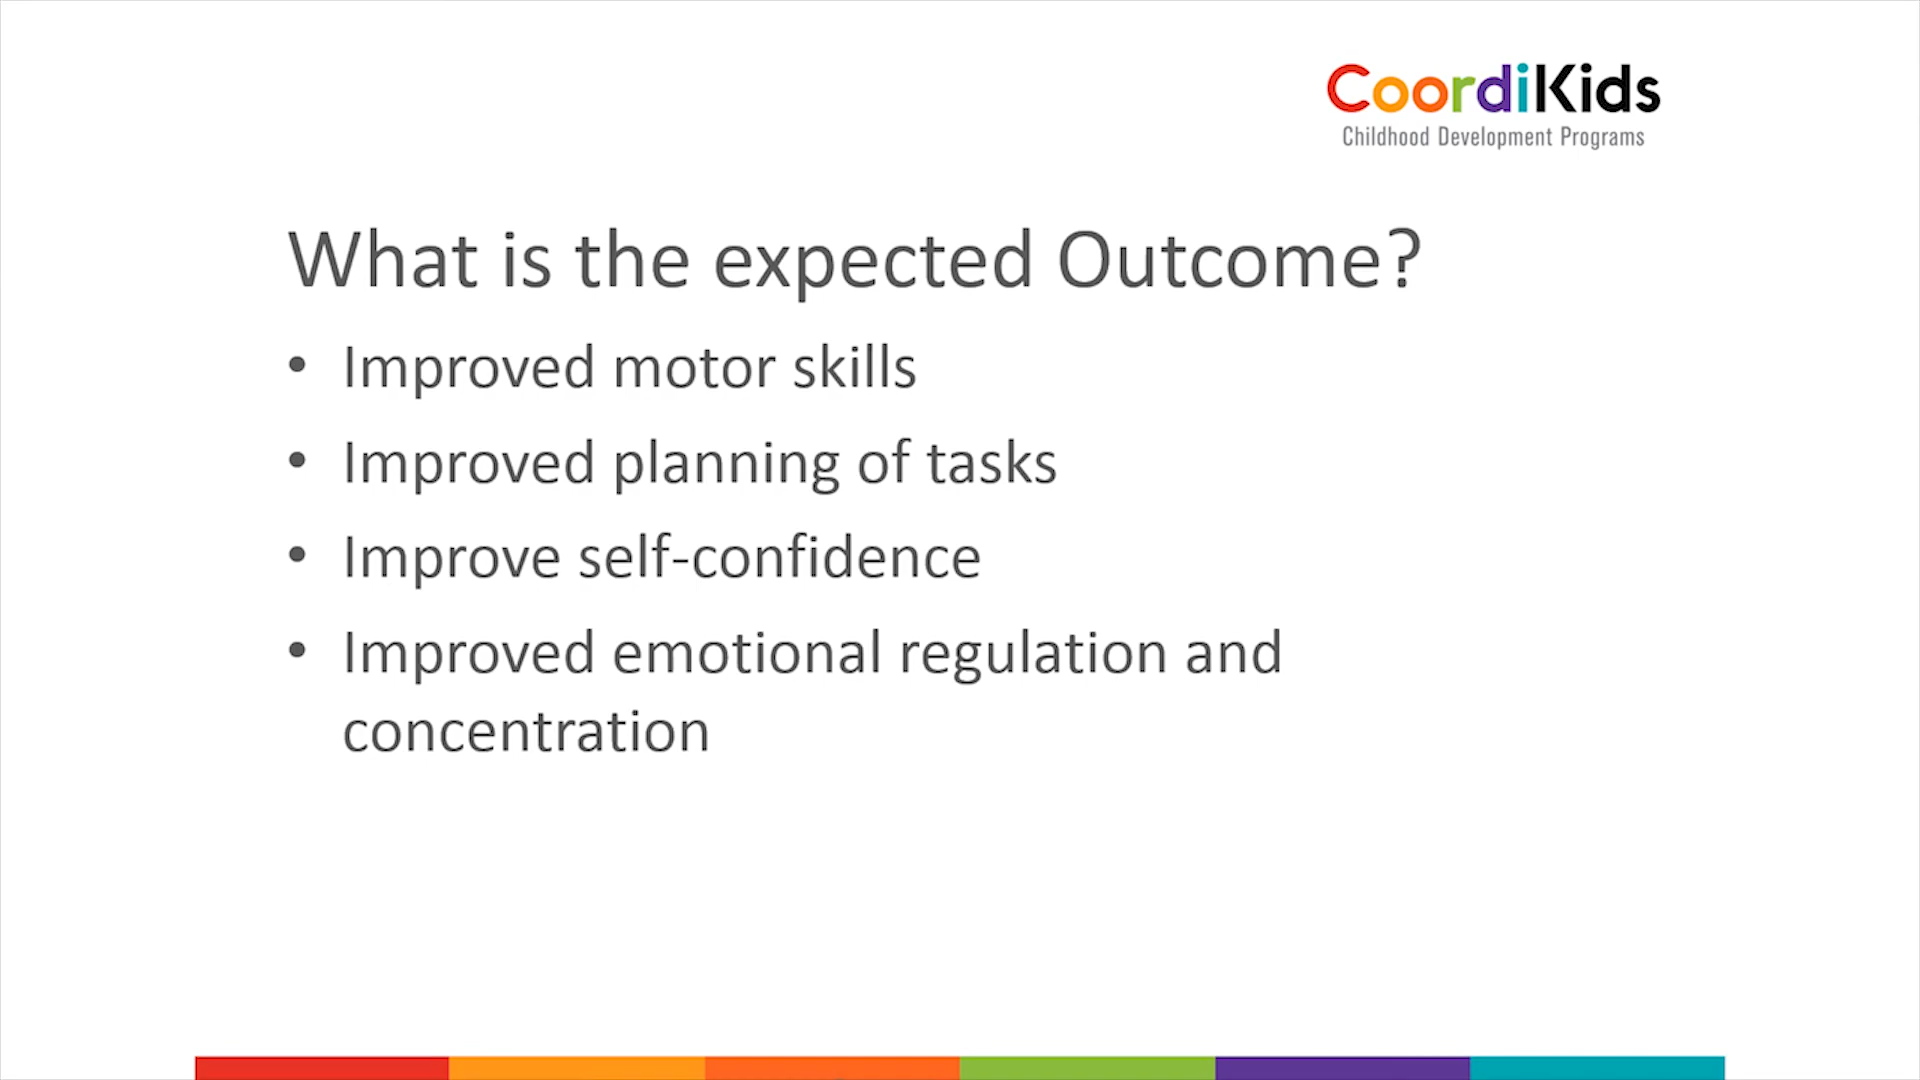 CoordiKids
Childhood Development Programs
What is the expected Outcome?
• Improved motor skills
• Improved planning of tasks
• Improve self-confidence
• Improved emotional regulation and
concentration